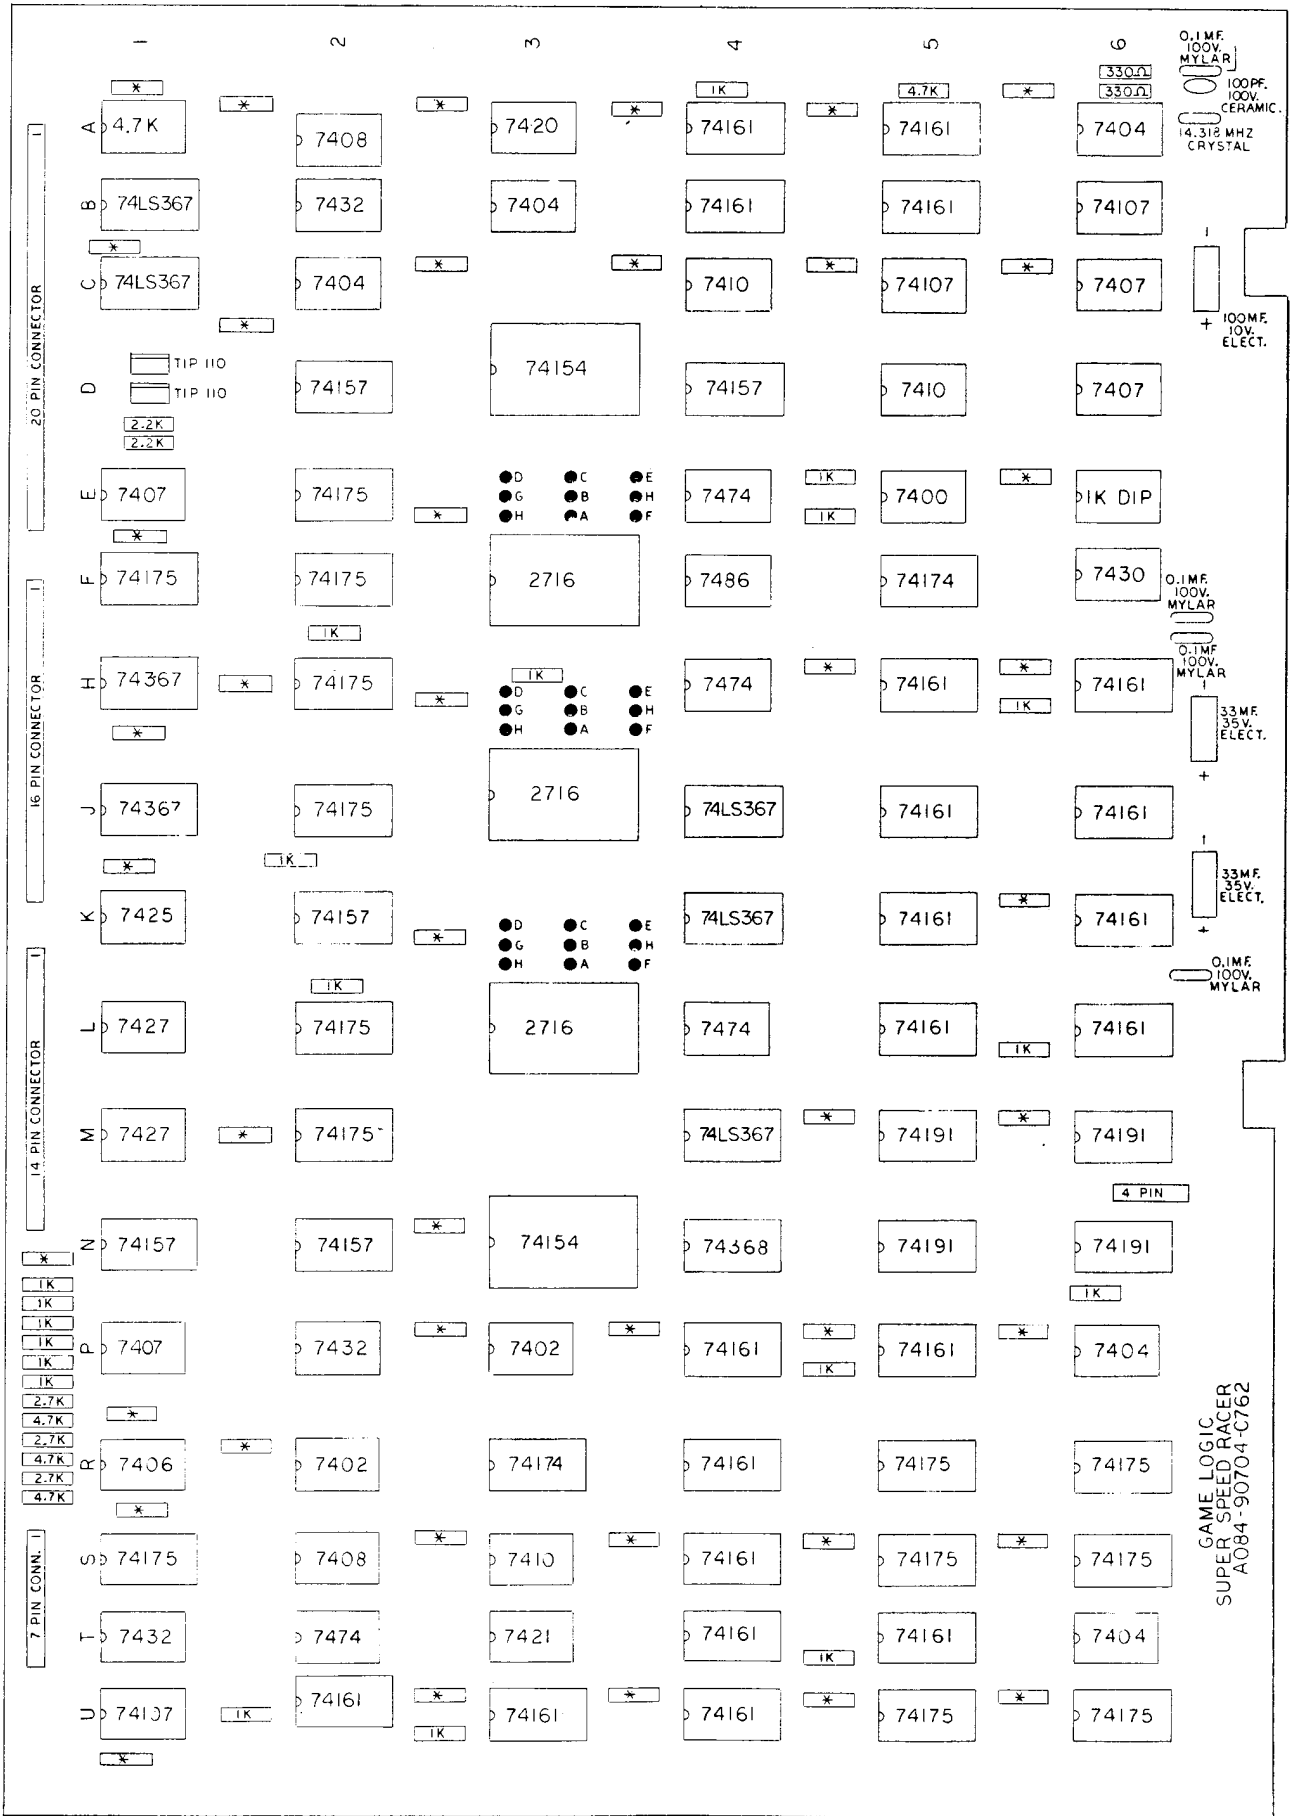 1 2 3 4 5 6
0.1MF. 100V. MYLAR
330Ω
330Ω
100PF. 100V. CERAMIC.
14.318 MHZ CRYSTAL
* * * * 1K * 4.7K *
A 4.7K 7408 7420 74161 74161 7404
20 PIN CONNECTOR 1
B 74LS367 7432 7404 74161 74161 74107
* * * * *
C 74LS367 7404 7410 74107 7407
- + 100MF. 10V. ELECT.
*
TIP 110
TIP 110
D 74157 74154 74157 7410 7407
2.2K
2.2K
E 7407 74175 7474 7400 1K DIP
D C E
G B H
H A F
* * 1K 1K *
F 74175 74175 2716 7486 74174 7430
0.1MF. 100V. MYLAR
0.1MF 100V. MYLAR
16 PIN CONNECTOR 1
1K 1K
H 74367 * 74175 * 7474 * 74161 * 1K 74161
D C E
G B H
H A F
- 33MF. 35V. ELECT. +
*
J 74367 74175 2716 74LS367 74161 74161
* 1K
- 33MF. 35V. ELECT. +
K 7425 74157 * 74LS367 74161 * 74161
D C E
G B H
H A F
0.1MF. 100V. MYLAR
14 PIN CONNECTOR 1
1K
L 7427 74175 2716 7474 74161 1K 74161
M 7427 * 74175 74LS367 * 74191 * 74191
4 PIN
N 74157 74157 * 74154 74368 74191 74191
*
1K
1K
1K
1K
1K
1K
2.7K
4.7K
2.7K
4.7K
2.7K
4.7K
1K
P 7407 7432 * 7402 * 74161 * 1K 74161 * 7404
*
R 7406 * 7402 74174 74161 74175 74175
*
7 PIN CONN. 1
S 74175 7408 * 7410 * 74161 * 74175 * 74175
T 7432 7474 7421 74161 1K 74161 7404
U 74107 1K 74161 * 1K 74161 * 74161 * 74175 * 74175
*
GAME LOGIC
SUPER SPEED RACER
A084-90704-C762